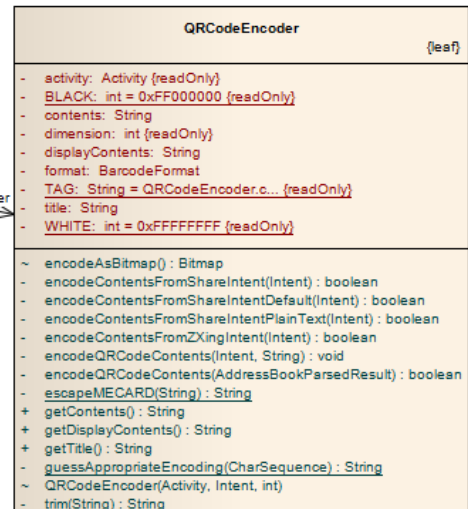 QRCodeEncoder
{leaf}
- activity: Activity {readOnly}
- BLACK: int = 0xFF000000 {readOnly}
- contents: String
- dimension: int {readOnly}
- displayContents: String
- format: BarcodeFormat
- TAG: String = QRCodeEncoder.c... {readOnly}
- title: String
- WHITE: int = 0xFFFFFFFF {readOnly}
~ encodeAsBitmap() : Bitmap
- encodeContentsFromShareIntent(Intent) : boolean
- encodeContentsFromShareIntentDefault(Intent) : boolean
- encodeContentsFromShareIntentPlainText(Intent) : boolean
- encodeContentsFromZXingIntent(Intent) : boolean
- encodeQRCodeContents(Intent, String) : void
- encodeQRCodeContents(AddressBookParsedResult) : boolean
- escapeMECARD(String) : String
+ getContents() : String
+ getDisplayContents() : String
+ getTitle() : String
- guessAppropriateEncoding(CharSequence) : String
~ QRCodeEncoder(Activity, Intent, int)
- trim(String) : String